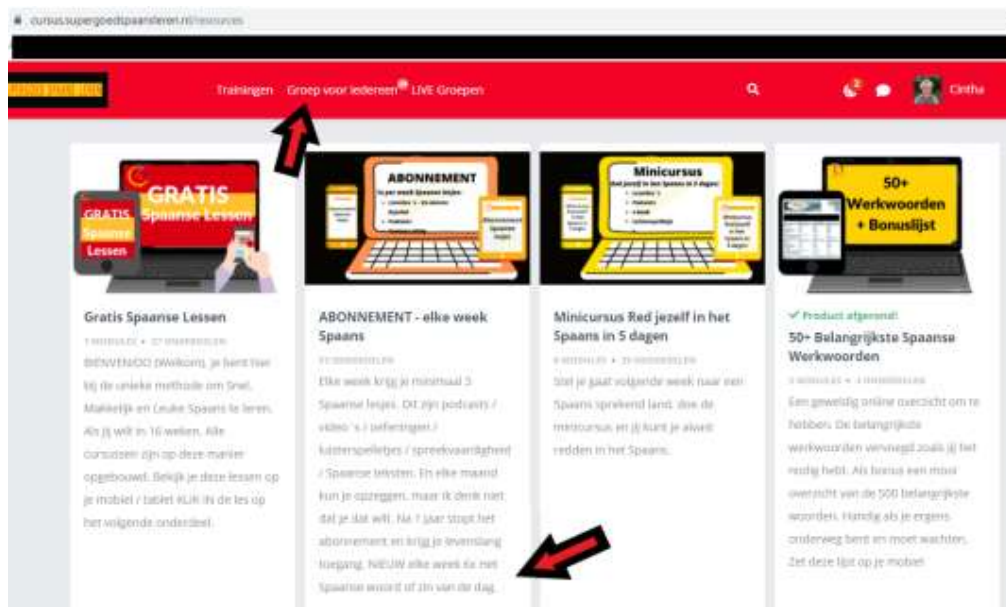 cursus.supergoedspaansleren.nl/resources
Trainingen Groep voor iedereen LIVE Groepen
2
Cintha
GRATIS
Spaanse Lessen
GRATIS
Spaanse
Lessen
ABONNEMENT
Minicursus
50+
Werkwoorden
+ Bonuslijst
Gratis Spaanse Lessen
BIENVENIDO (Welkom), je bent hier
bij de unieke methode om Snel,
Makkelijk en Leuke Spaans te leren.
Als jij wilt in 16 weken. Alle
cursussen zijn op deze manier
opgebouwd. Bekijk je deze lessen op
je mobiel / tablet KLIK IN de les op
het volgende onderdeel.
ABONNEMENT - elke week
Spaans
Elke week krijg je minimaal 5
Spaanse lesjes. Dit zijn podcasts /
video 's / oefeningen /
luisterspelletjes / spreekvaardigheid
/ Spaanse teksten. En elke maand
kun je opzeggen, maar ik denk niet
dat je dat wilt. Na 1 jaar stopt het
abonnement en krijg je levenslang
toegang. NIEUW elke week 6x het
Spaanse woord of zin van de dag.
Minicursus Red jezelf in het
Spaans in 5 dagen
Stel je gaat volgende week naar een
Spaans sprekend land, doe de
minicursus en jij kunt je alvast
redden in het Spaans.
Product afgerond!
50+ Belangrijkste Spaanse
Werkwoorden
Een geweldig online overzicht om te
hebben. De belangrijkste
werkwoorden vervoegd zoals jij het
nodig hebt. Als bonus een mooi
overzicht van de 500 belangrijkste
woorden. Handig als je ergens
onderweg bent en moet wachten.
Zet deze lijst op je mobiel